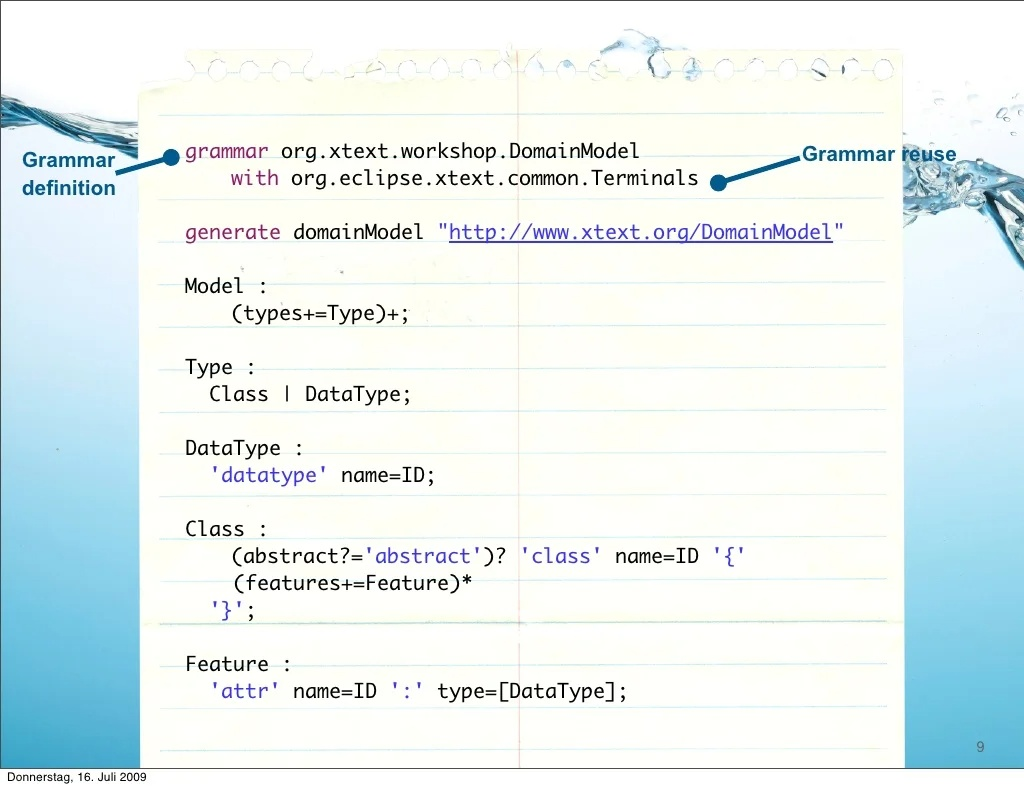 Grammar
definition
grammar org.xtext.workshop.DomainModel
with org.eclipse.xtext.common.Terminals
Grammar reuse
generate domainModel "http://www.xtext.org/DomainModel"
Model :
(types+=Type)+;
Type :
Class | DataType;
DataType :
'datatype' name=ID;
Class :
(abstract?='abstract')? 'class' name=ID '{'
(features+=Feature)*
'}';
Feature :
'attr' name=ID ':' type=[DataType];
9
Donnerstag, 16. Juli 2009